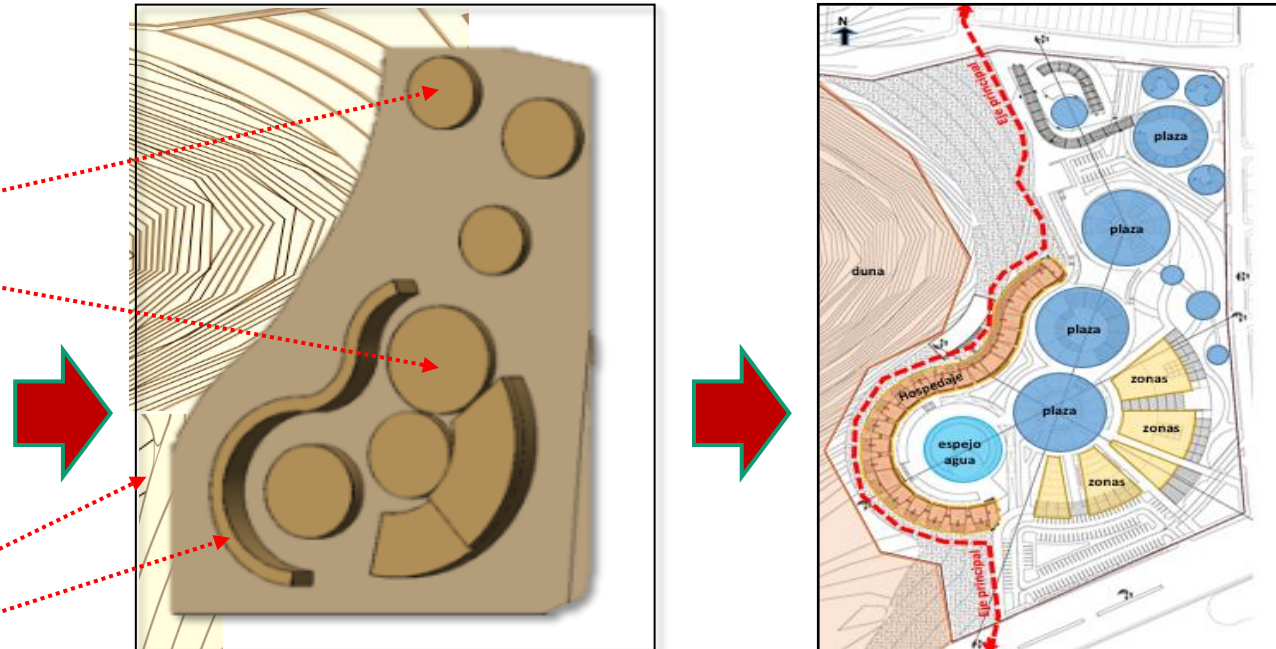 N
Eje principal
plaza
plaza
duna
plaza
zonas
Hospedaje
plaza
zonas
espejo
agua
zonas
Eje principal